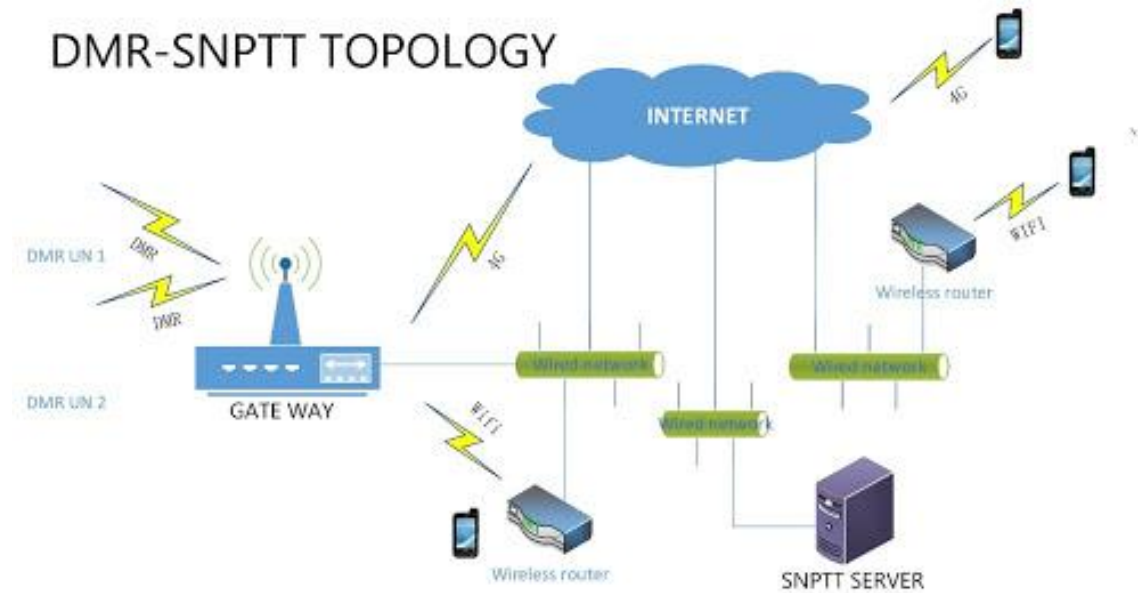 DMR-SNPTT TOPOLOGY
INTERNET
4G
WIFI
Wireless router
DMR UN 1
DMR
DMR
4G
Wired network
Wired network
Wired network
DMR UN 2
GATE WAY
Wifi
Wireless router
SNPTT SERVER